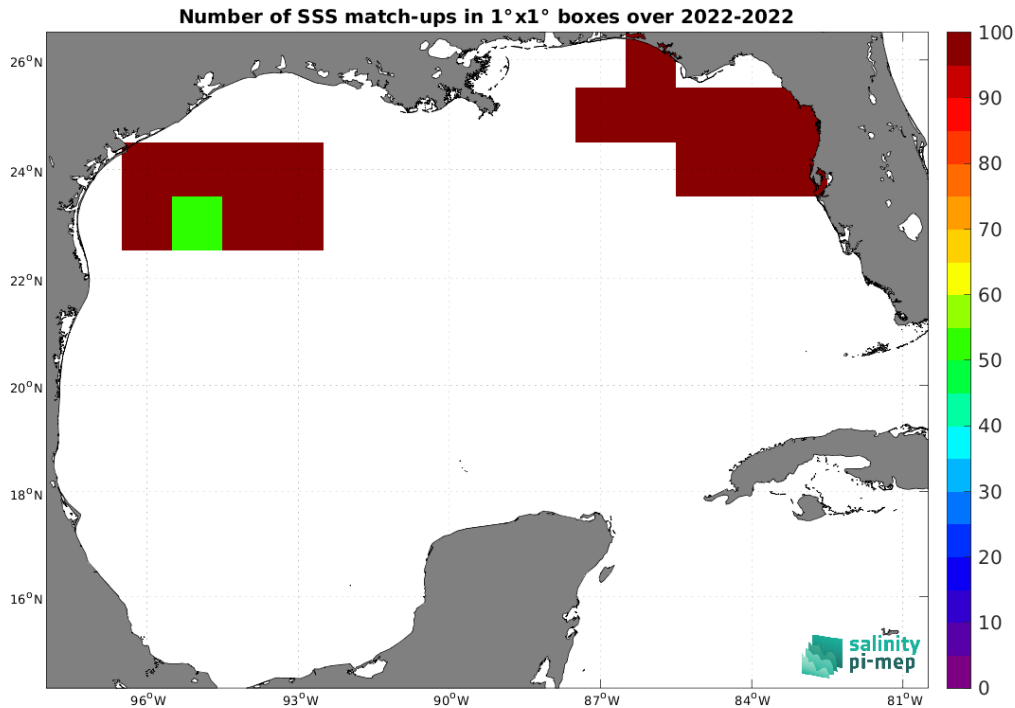 Number of SSS match-ups in 1°x1° boxes over 2022-2022
26°N
24°N
22°N
20°N
18°N
16°N
96°W
93°W
90°W
87°W
84°W
81°W
100
90
80
70
60
50
40
30
20
10
0
salinity
pi-mep